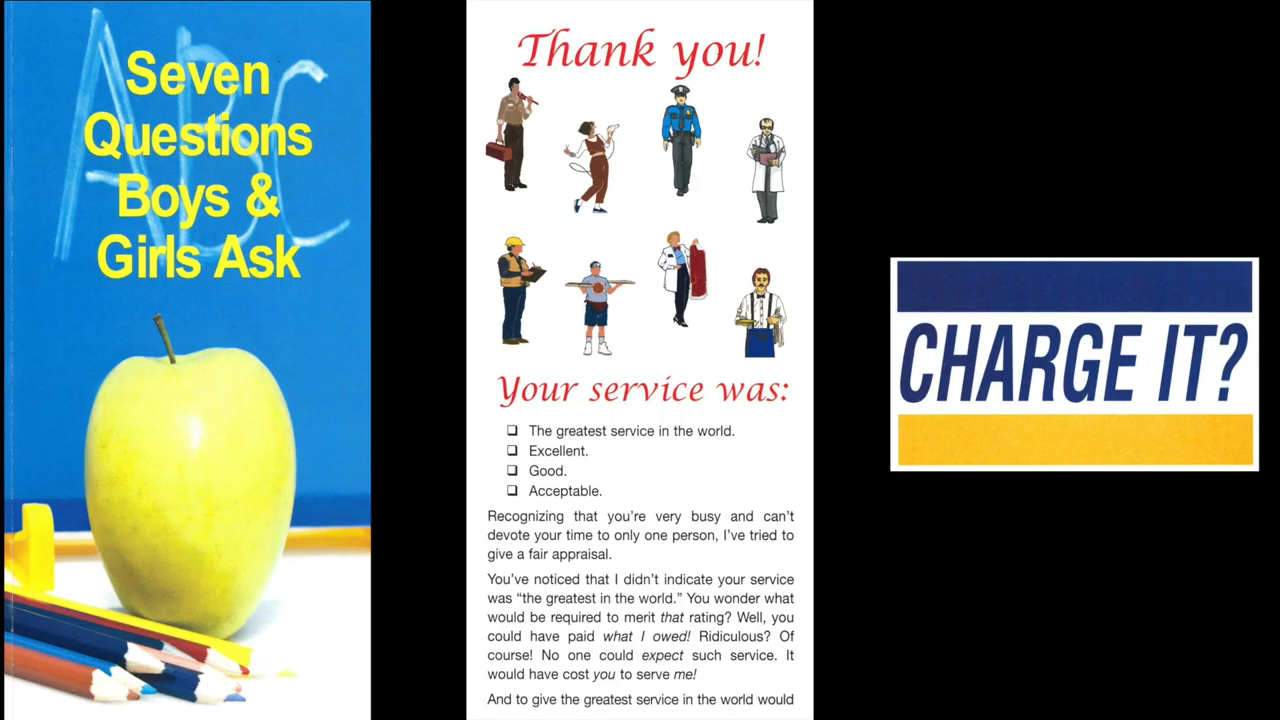 ABC
Seven
Questions
Boys &
Girls Ask
Thank you!
Your service was:
❑ The greatest service in the world.
❑ Excellent.
❑ Good.
❑ Acceptable.
Recognizing that you're very busy and can't
devote your time to only one person, I've tried to
give a fair appraisal.
You've noticed that I didn't indicate your service
was “the greatest in the world.” You wonder what
would be required to merit that rating? Well, you
could have paid what I owed! Ridiculous? Of
course! No one could expect such service. It
would have cost you to serve me!
And to give the greatest service in the world would
CHARGE IT?